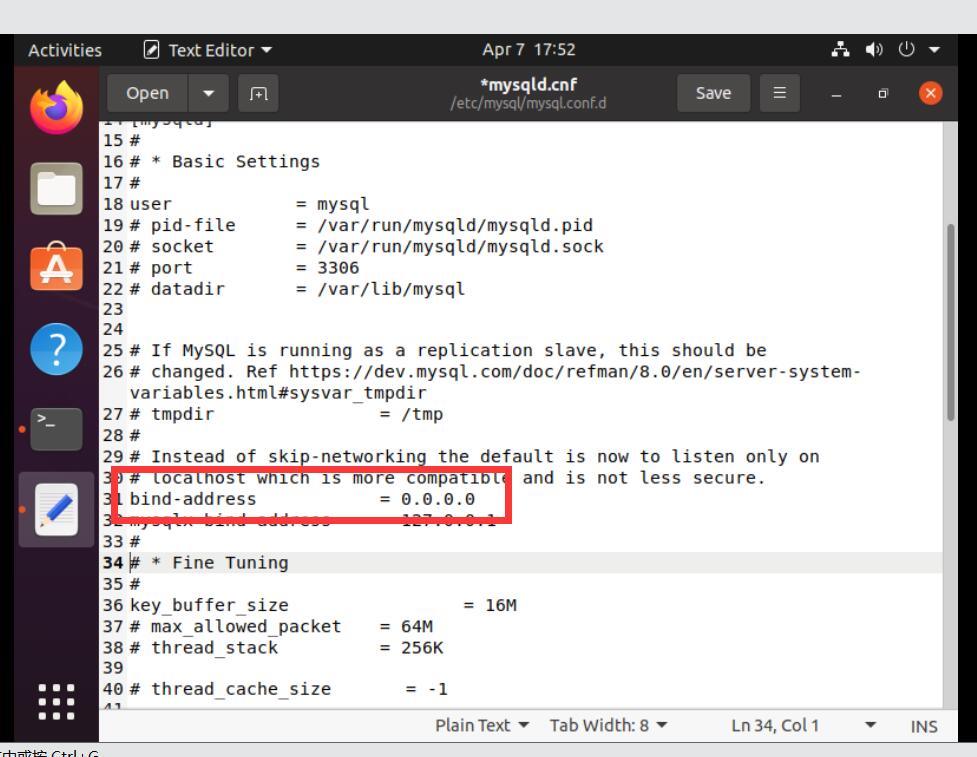 Activities Text Editor Apr 7 17:52
Open *mysqld.cnf Save
/etc/mysql/mysql.conf.d
14 [mysqld]
15 #
16 # * Basic Settings
17 #
18 user = mysql
19 # pid-file = /var/run/mysqld/mysqld.pid
20 # socket = /var/run/mysqld/mysqld.sock
21 # port = 3306
22 # datadir = /var/lib/mysql
23
24
25 # If MySQL is running as a replication slave, this should be
26 # changed. Ref https://dev.mysql.com/doc/refman/8.0/en/server-system-
variables.html#sysvar_tmpdir
27 # tmpdir = /tmp
28 #
29 # Instead of skip-networking the default is now to listen only on
30 # localhost which is more compatible and is not less secure.
31 bind-address = 0.0.0.0
32 mysqlx-bind-address = 127.0.0.1
33 #
34 # * Fine Tuning
35 #
36 key_buffer_size = 16M
37 # max_allowed_packet = 64M
38 # thread_stack = 256K
39
40 # thread_cache_size = -1
41
Plain Text Tab Width: 8 Ln 34, Col 1 INS
中或按 Ctrl+G